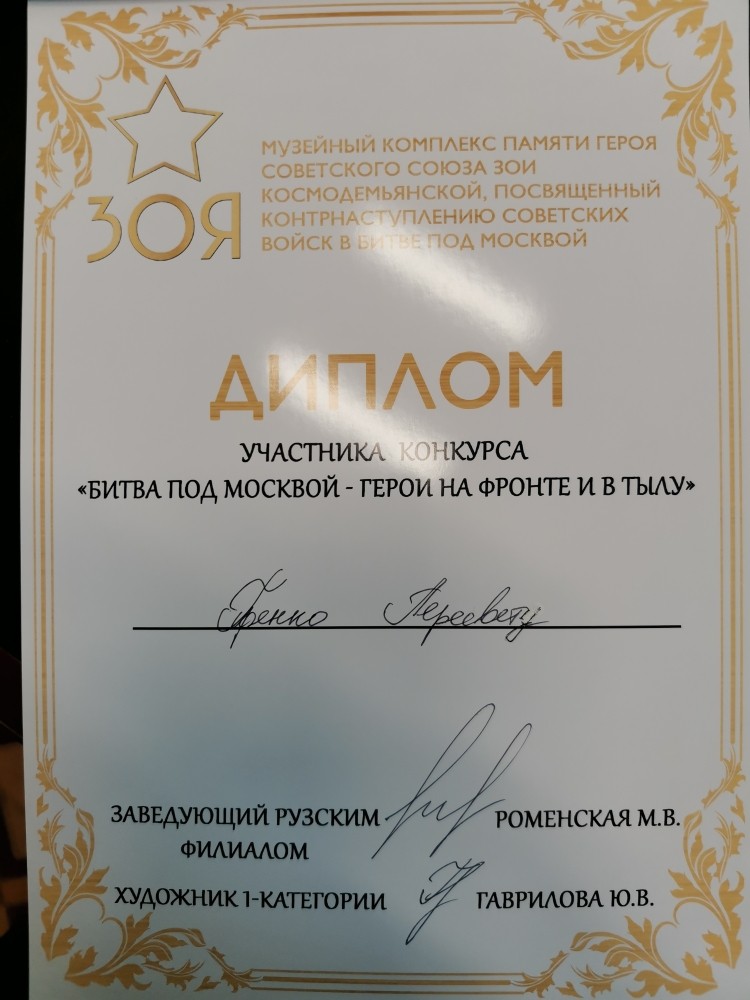 ЗОЯ
МУЗЕЙНЫЙ КОМПЛЕКС ПАМЯТИ ГЕРОЯ
СОВЕТСКОГО СОЮЗА ЗОИ
КОСМОДЕМЬЯНСКОЙ, ПОСВЯЩЕННЫЙ
КОНТРНАСТУПЛЕНИЮ СОВЕТСКИХ
ВОЙСК В БИТВЕ ПОД МОСКВОЙ
ДИПЛОМ
УЧАСТНИКА КОНКУРСА
«БИТВА ПОД МОСКВОЙ - ГЕРОИ НА ФРОНТЕ И В ТЫЛУ»
Пересвету
ЗАВЕДУЮЩИЙ РУЗСКИМ РОМЕНСКАЯ М.В.
ФИЛИАЛОМ
ХУДОЖНИК 1-КАТЕГОРИИ ГАВРИЛОВА Ю.В.